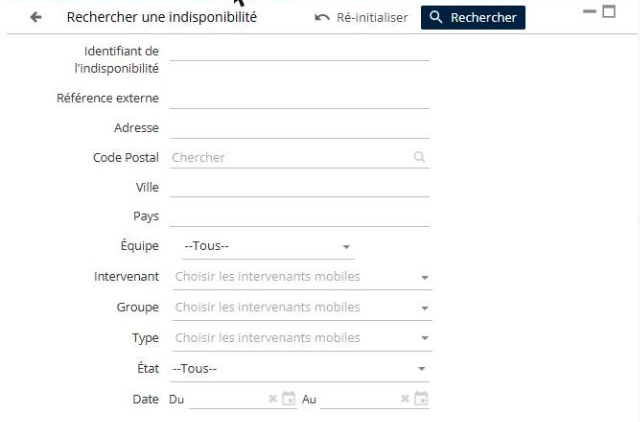 Rechercher une indisponibilité Ré-initialiser Rechercher
Identifiant de
l'indisponibilité
Référence externe
Adresse
Code Postal Chercher
Ville
Pays
Équipe --Tous--
Intervenant Choisir les intervenants mobiles
Groupe Choisir les intervenants mobiles
Type Choisir les intervenants mobiles
État --Tous--
Date Du Au